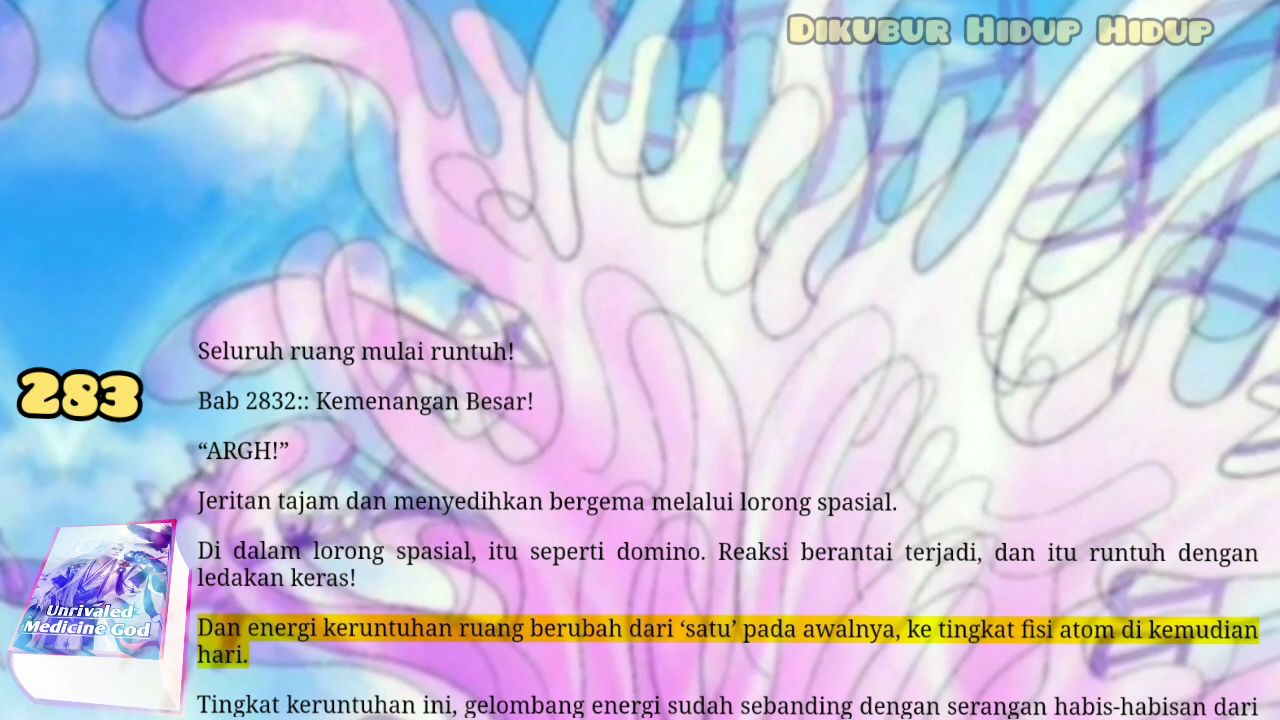 Dikubur Hidup Hidup
Seluruh ruang mulai runtuh!
283
Bab 2832:: Kemenangan Besar!
“ARGH!”
Jeritan tajam dan menyedihkan bergema melalui lorong spasial.
Di dalam lorong spasial, itu seperti domino. Reaksi berantai terjadi, dan itu runtuh dengan
ledakan keras!
Unrivaled
Medicine God
Dan energi keruntuhan ruang berubah dari ‘satu’ pada awalnya, ke tingkat fisi atom di kemudian
hari.
Tingkat keruntuhan ini, gelombang energi sudah sebanding dengan serangan habis-habisan dari